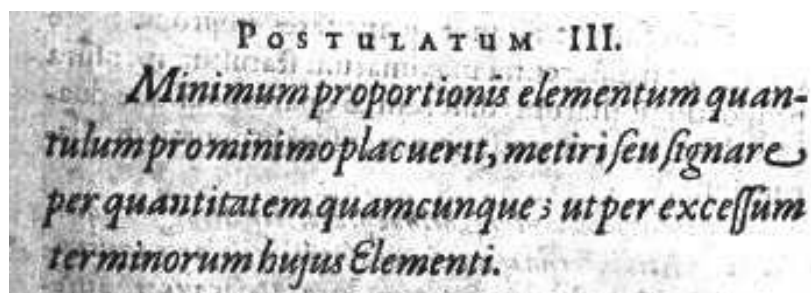 POSTULATUM III.
Minimum proportionis elementum quan-
tulum pro minimo placuerit, metiri ſeu ſignare
per quantitatem quamcunque; ut per exceſſum
terminorum hujus Elementi.